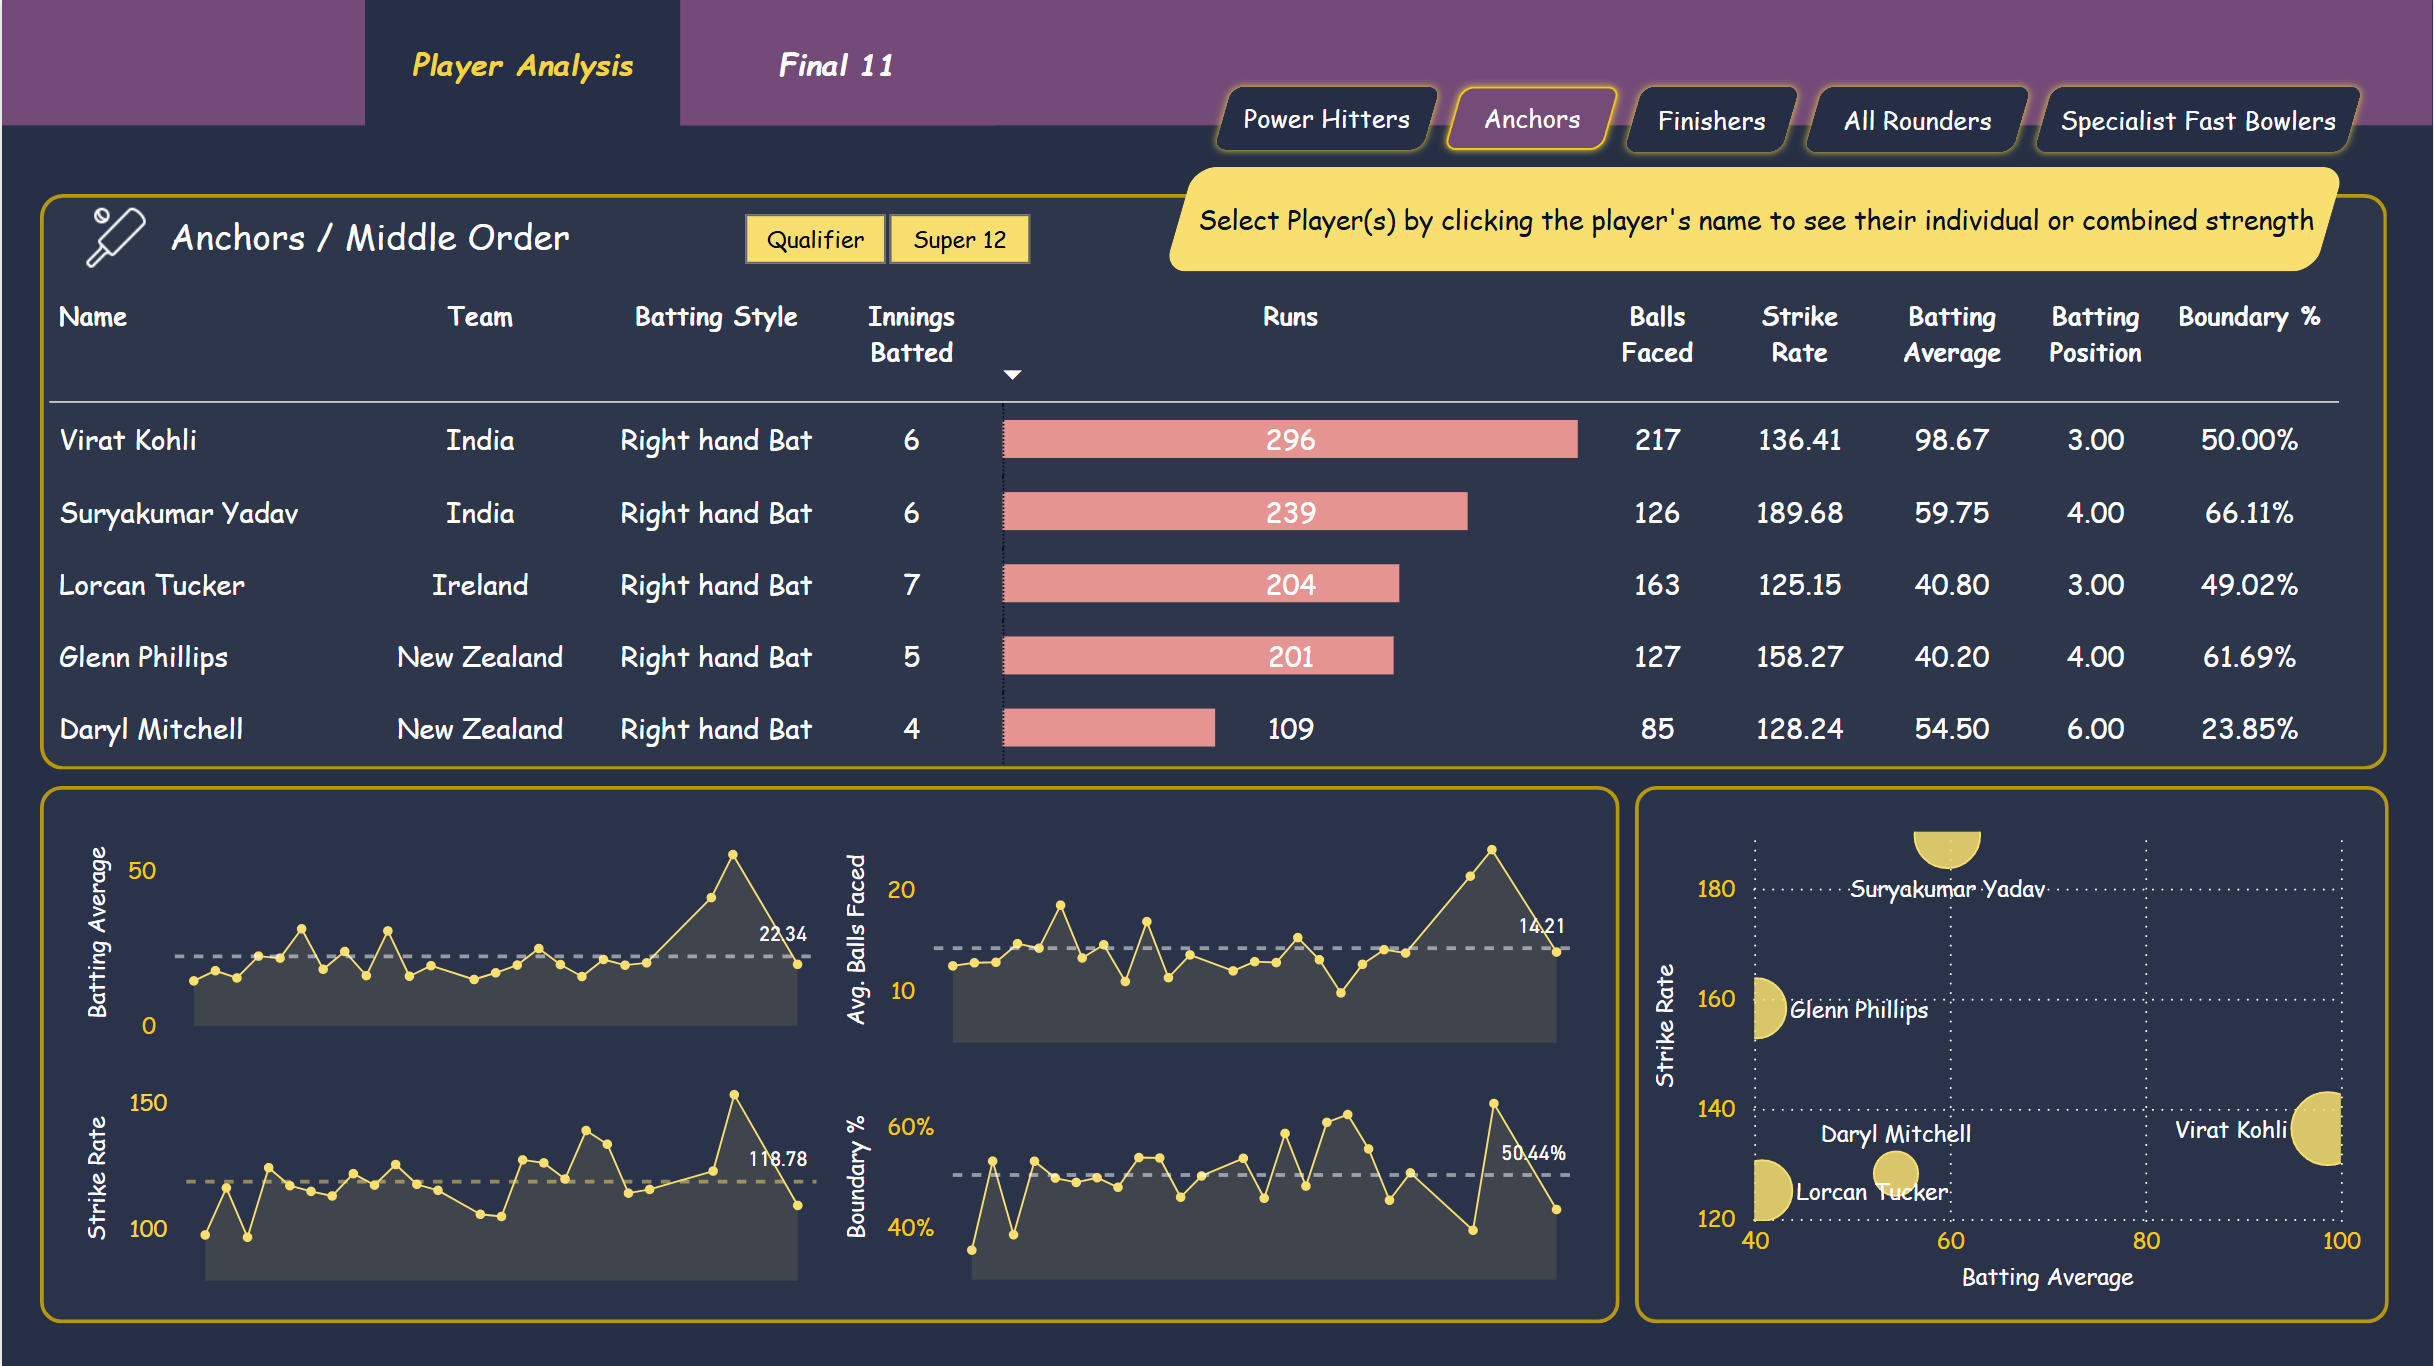 Player Analysis
Final 11
Power Hitters
Anchors
Finishers
All Rounders
Specialist Fast Bowlers
Select Player(s) by clicking the player's name to see their individual or combined strength
Anchors / Middle Order
Qualifier
Super 12
Name Team Batting Style Innings Batted Runs Balls Faced Strike Rate Batting Average Batting Position Boundary %
Virat Kohli India Right hand Bat 6 296 217 136.41 98.67 3.00 50.00%
Suryakumar Yadav India Right hand Bat 6 239 126 189.68 59.75 4.00 66.11%
Lorcan Tucker Ireland Right hand Bat 7 204 163 125.15 40.80 3.00 49.02%
Glenn Phillips New Zealand Right hand Bat 5 201 127 158.27 40.20 4.00 61.69%
Daryl Mitchell New Zealand Right hand Bat 4 109 85 128.24 54.50 6.00 23.85%
Batting Average
50
0
22.34
Avg. Balls Faced
20
10
14.21
Strike Rate
150
100
118.78
Boundary %
60%
40%
50.44%
Strike Rate
180
160
140
120
Suryakumar Yadav
Glenn Phillips
Daryl Mitchell
Virat Kohli
Lorcan Tucker
40 60 80 100
Batting Average